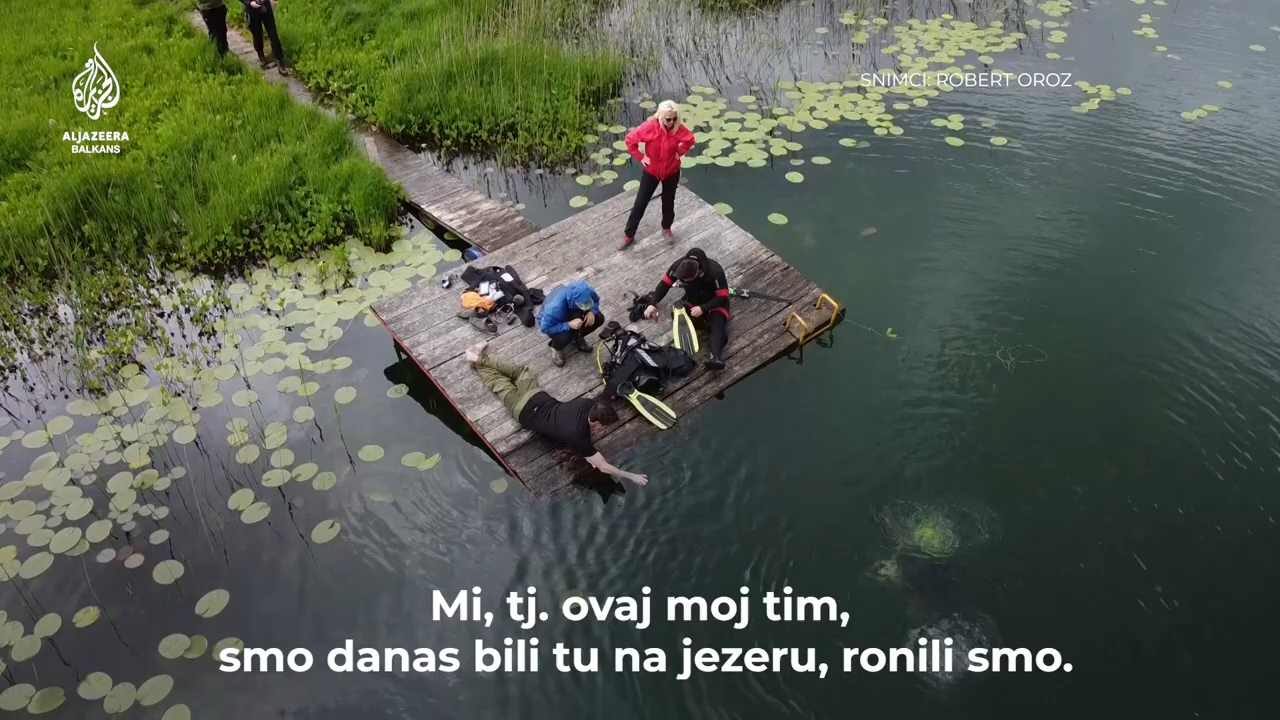 ALJAZEERA
BALKANS
SNIMCI: ROBERT OROZ
Mi, tj. ovaj moj tim,
smo danas bili tu na jezeru, ronili smo.